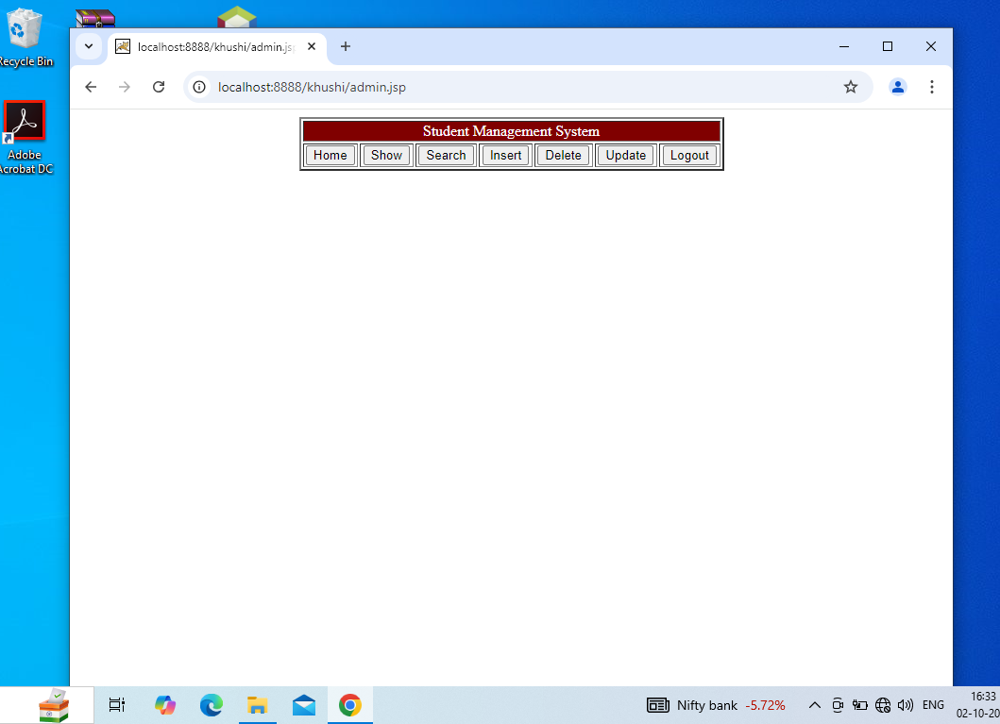 Recycle Bin
Adobe
Acrobat DC
localhost:8888/khushi/admin.js
localhost:8888/khushi/admin.jsp
Student Management System
Home Show Search Insert Delete Update Logout
Nifty bank -5.72% ENG
16:33
02-10-20